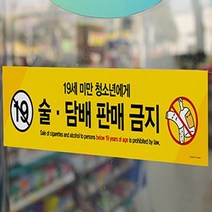 19세 미만 청소년에게
19 술·담배 판매 금지
Sale of cigarettes and alcohol to persons below 19 years of age is prohibited by law.